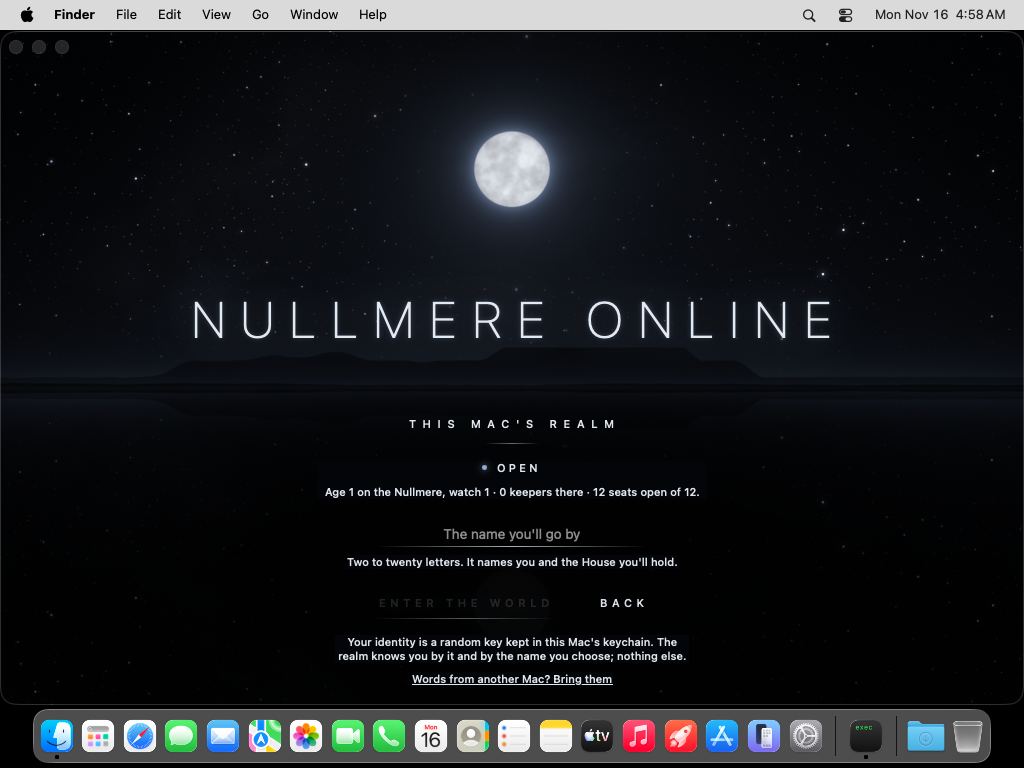 Finder File Edit View Go Window Help Mon Nov 16 4:58 AM
NULLMERE ONLINE
THIS MAC'S REALM
OPEN
Age 1 on the Nullmere, watch 1 · 0 keepers there · 12 seats open of 12.
The name you'll go by
Two to twenty letters. It names you and the House you'll hold.
ENTER THE WORLD BACK
Your identity is a random key kept in this Mac's keychain. The
realm knows you by it and by the name you choose; nothing else.
Words from another Mac? Bring them
Mon
16
tv
exec